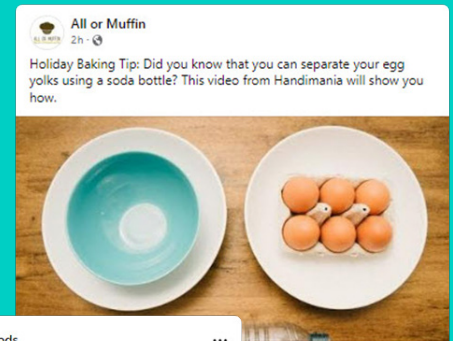 All or Muffin
2h
Holiday Baking Tip: Did you know that you can separate your egg
yolks using a soda bottle? This video from Handimania will show you
how.